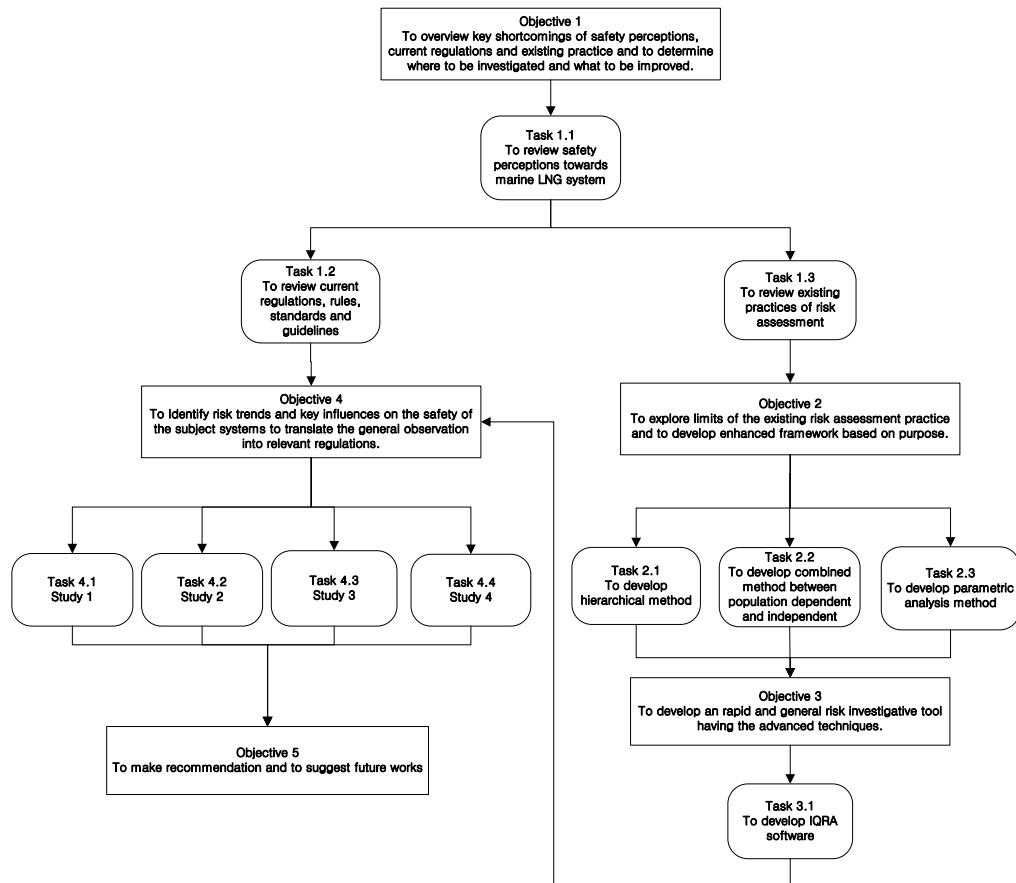 Objective 1
To overview key shortcomings of safety perceptions,
current regulations and existing practice and to determine
where to be investigated and what to be improved.
Task 1.1
To review safety
perceptions towards
marine LNG system
Task 1.2
To review current
regulations, rules,
standards and
guidelines
Task 1.3
To review existing
practices of risk
assessment
Objective 4
To Identify risk trends and key influences on the safety of
the subject systems to translate the general observation
into relevant regulations.
Objective 2
To explore limits of the existing risk assessment practice
and to develop enhanced framework based on purpose.
Task 4.1
Study 1
Task 4.2
Study 2
Task 4.3
Study 3
Task 4.4
Study 4
Task 2.1
To develop
hierarchical method
Task 2.2
To develop combined
method between
population dependent
and independent
Task 2.3
To develop parametric
analysis method
Objective 3
To develop an rapid and general risk investigative tool
having the advanced techniques.
Objective 5
To make recommendation and to suggest future works
Task 3.1
To develop IQRA
software